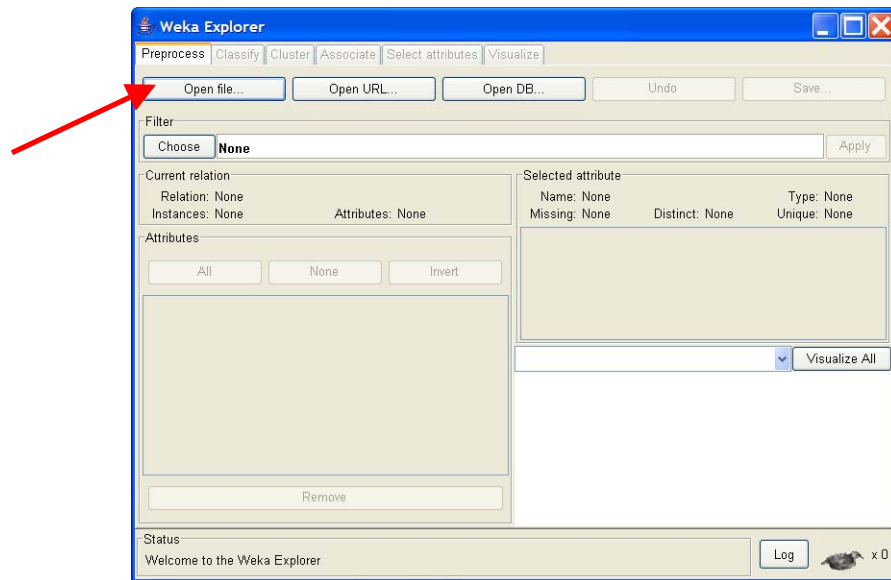 Weka Explorer
Preprocess Classify Cluster Associate Select attributes Visualize
Open file... Open URL... Open DB... Undo Save...
Filter
Choose None Apply
Current relation
Relation: None
Instances: None Attributes: None
Selected attribute
Name: None Type: None
Missing: None Distinct: None Unique: None
Attributes
All None Invert
Visualize All
Remove
Status
Welcome to the Weka Explorer
Log x 0